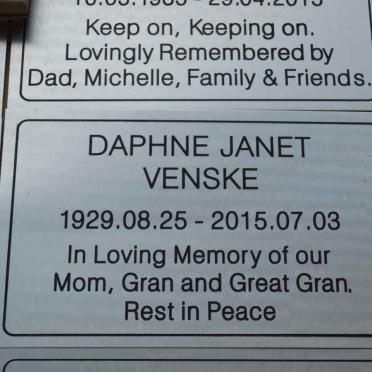 Keep on, Keeping on.
Lovingly Remembered by
Dad, Michelle, Family & Friends.
DAPHNE JANET
VENSKE
1929.08.25 - 2015.07.03
In Loving Memory of our
Mom, Gran and Great Gran.
Rest in Peace